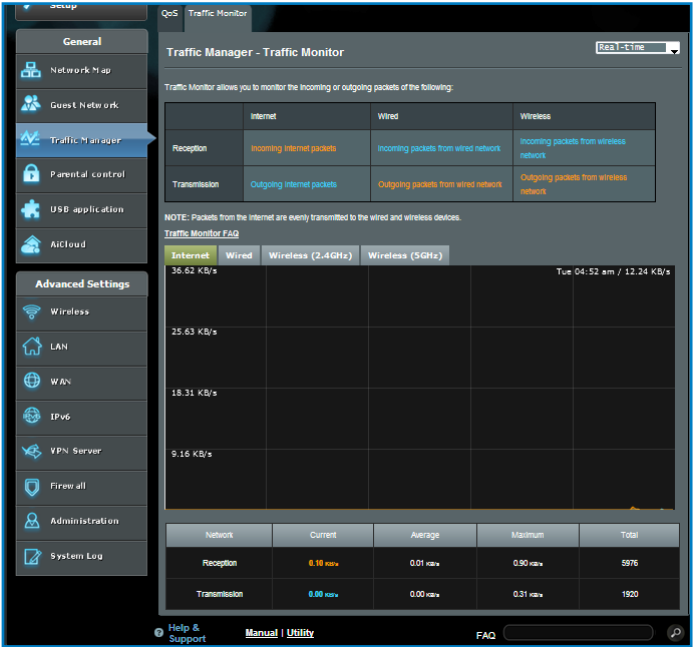 Setup
General
Network Map
Guest Network
Traffic Manager
Parental control
USB application
AiCloud
Advanced Settings
Wireless
LAN
WAN
IPv6
VPN Server
Firewall
Administration
System Log
QoS Traffic Monitor
Traffic Manager - Traffic Monitor
Real-time
Traffic Monitor allows you to monitor the incoming or outgoing packets of the following:
Internet Wired Wireless
Reception Incoming Internet packets Incoming packets from wired network Incoming packets from wireless
network
Transmission Outgoing Internet packets Outgoing packets from wired network Outgoing packets from wireless
network
NOTE: Packets from the Internet are evenly transmitted to the wired and wireless devices.
Traffic Monitor FAQ
Internet Wired Wireless (2.4GHz) Wireless (5GHz)
36.62 KB/s Tue 04:52 am / 12.24 KB/s
25.63 KB/s
18.31 KB/s
9.16 KB/s
Network Current Average Maximum Total
Reception 0.10 KB/s 0.01 KB/s 0.90 KB/s 5976
Transmission 0.00 KB/s 0.00 KB/s 0.31 KB/s 1920
Help &
Support
Manual | Utility
FAQ